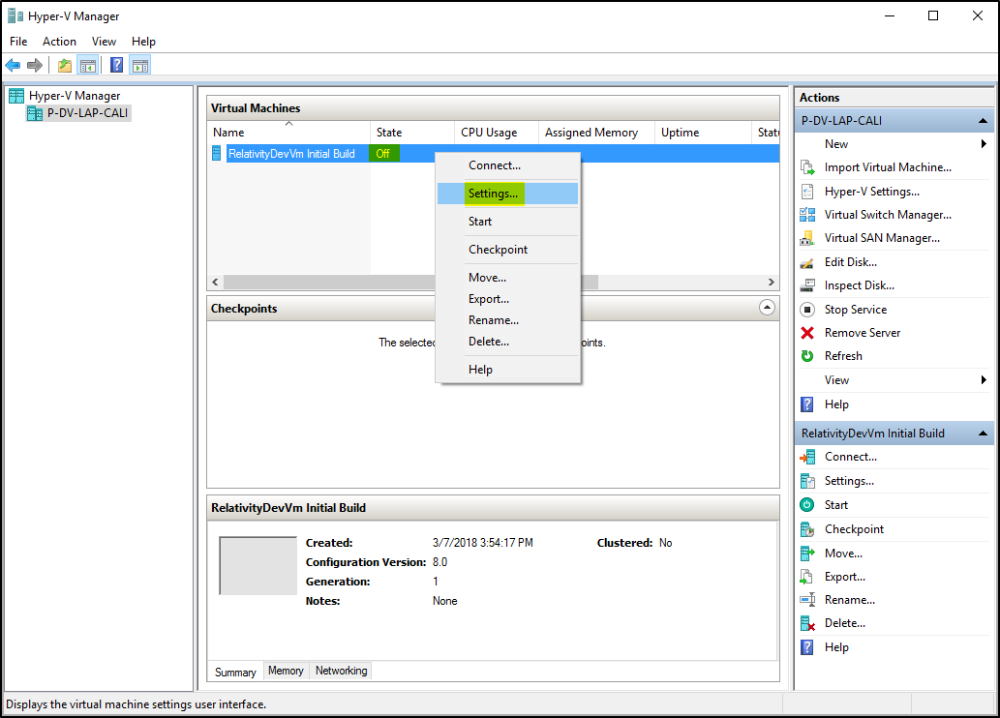 Hyper-V Manager
File Action View Help
Hyper-V Manager
P-DV-LAP-CALI
Virtual Machines
Name State CPU Usage Assigned Memory Uptime Statu
RelativityDevVm Initial Build Off
Connect...
Settings...
Start
Checkpoint
Move...
Export...
Rename...
Delete...
Help
Checkpoints
The selected
oints.
RelativityDevVm Initial Build
Created: 3/7/2018 3:54:17 PM Clustered: No
Configuration Version: 8.0
Generation: 1
Notes: None
Summary Memory Networking
Actions
P-DV-LAP-CALI
New
Import Virtual Machine...
Hyper-V Settings...
Virtual Switch Manager...
Virtual SAN Manager...
Edit Disk...
Inspect Disk...
Stop Service
Remove Server
Refresh
View
Help
RelativityDevVm Initial Build
Connect...
Settings...
Start
Checkpoint
Move...
Export...
Rename...
Delete...
Help
Displays the virtual machine settings user interface.